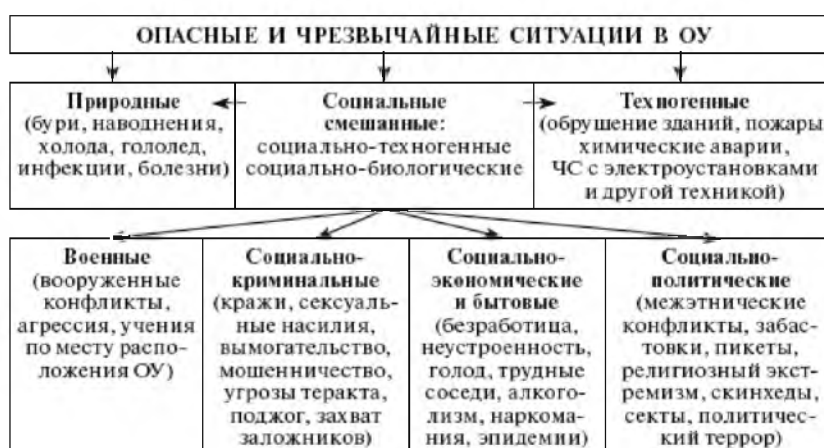 ОПАСНЫЕ И ЧРЕЗВЫЧАЙНЫЕ СИТУАЦИИ В ОУ
Природные
(бури, наводнения,
холода, гололед,
инфекции, болезни)
Социальные
смешанные:
социально-техногенные
социально-биологические
Техногенные
(обрушение зданий, пожары,
химические аварии,
ЧС с электроустановками
и другой техникой)
Военные
(вооруженные
конфликты,
агрессия, учения
по месту распо-
ложения ОУ)
Социально-
криминальные
(кражи, сексуаль-
ные насилия,
вымогательство,
мошенничество,
угрозы теракта,
поджог, захват
заложников)
Социально-
экономические
и бытовые
(безработица,
неустроенность,
голод, трудные
соседи, алкого-
лизм, наркома-
ния, эпидемии)
Социально-
политические
(межэтнические
конфликты, забас-
товки, пикеты,
религиозный экст-
ремизм, скинхеды,
секты, политичес-
кий террор)